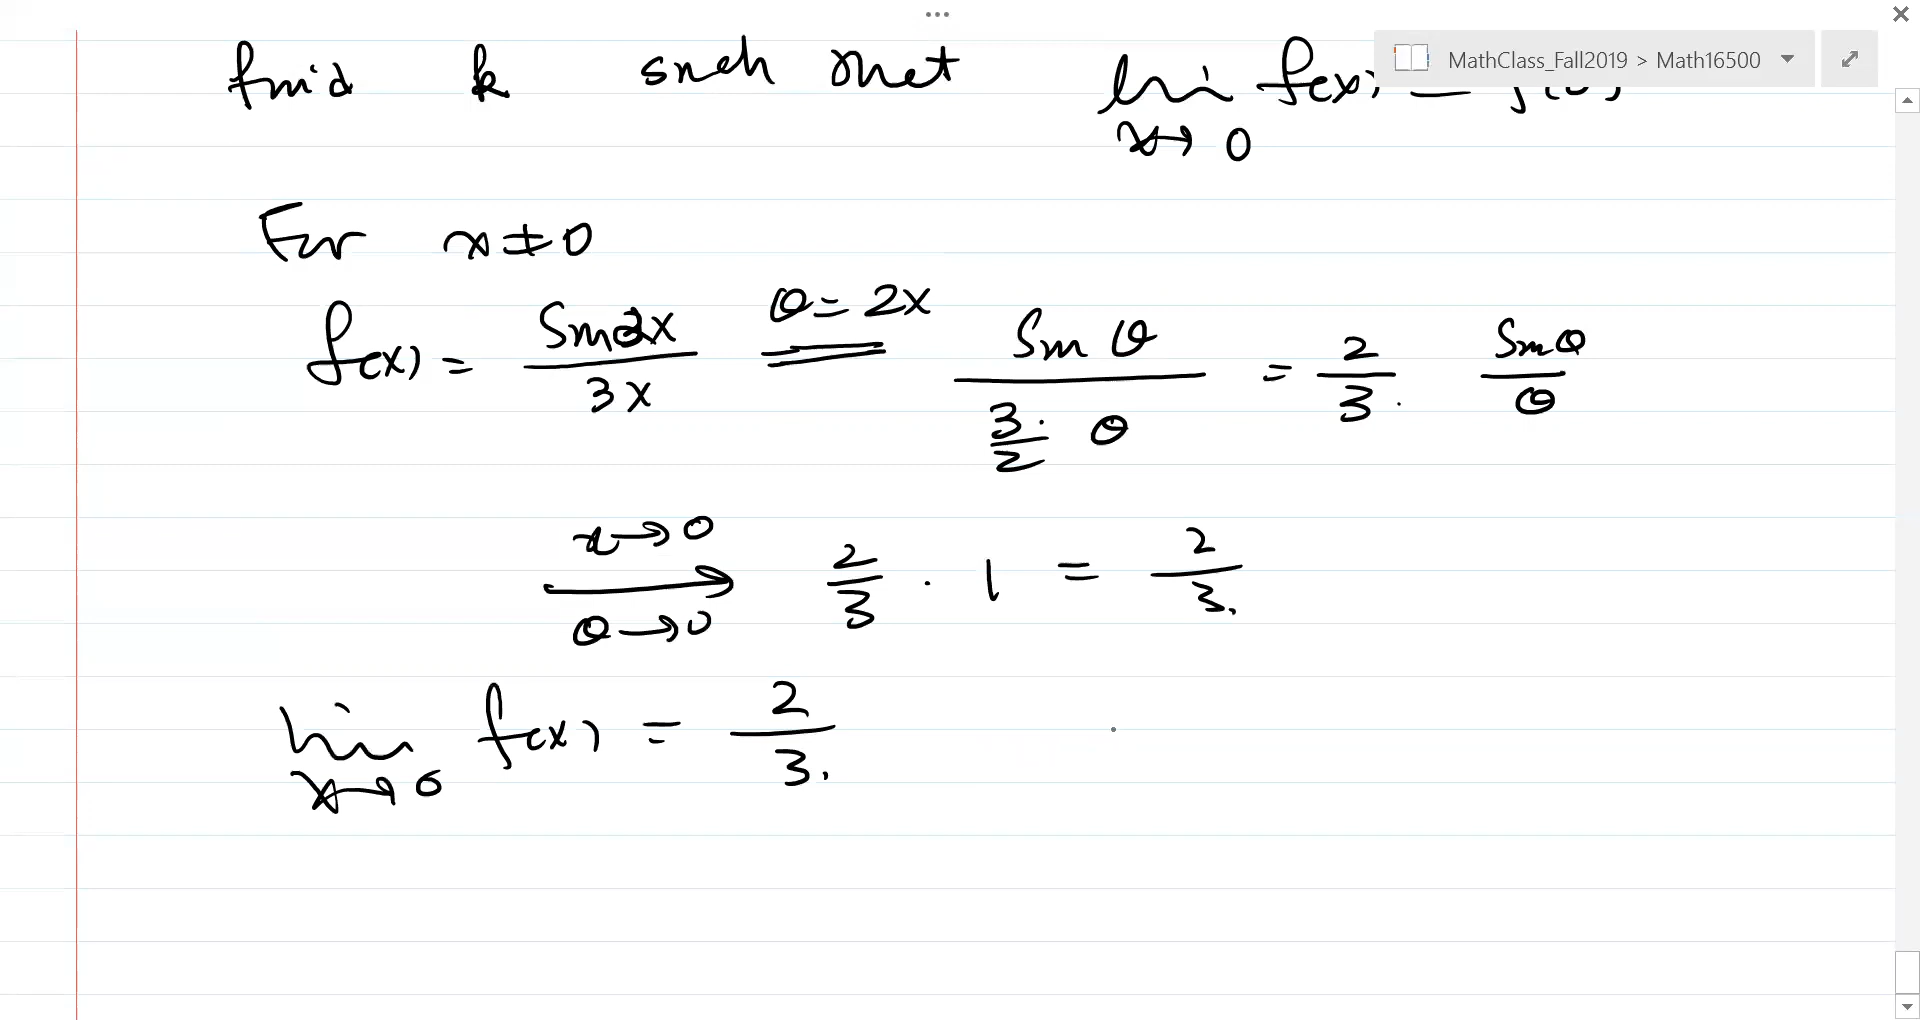 ...
MathClass_Fall2019 > Math16500
find k such that lim f(x) = f(0)
x→0
For x≠0
f(x) = sin2x / 3x θ=2x = sin θ / (3/2 · θ) = 2/3 · sinθ / θ
x→0
θ→0 → 2/3 · 1 = 2/3.
lim f(x) = 2/3.
x→0